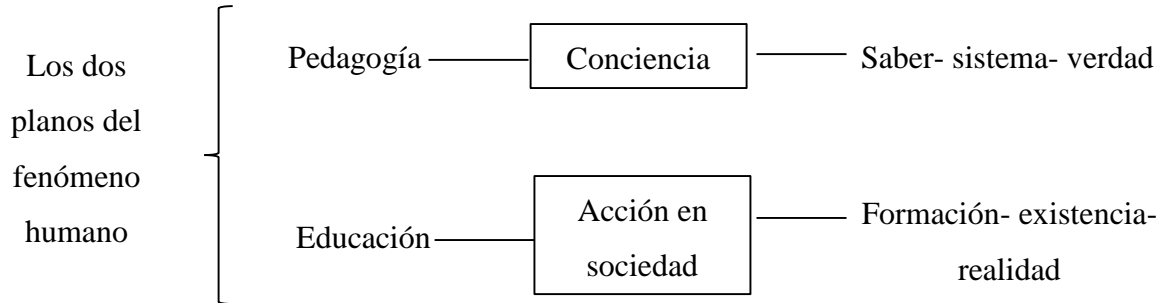 Los dos
planos del
fenómeno
humano
Pedagogía
Conciencia
Saber- sistema- verdad
Educación
Acción en
sociedad
Formación- existencia-
realidad